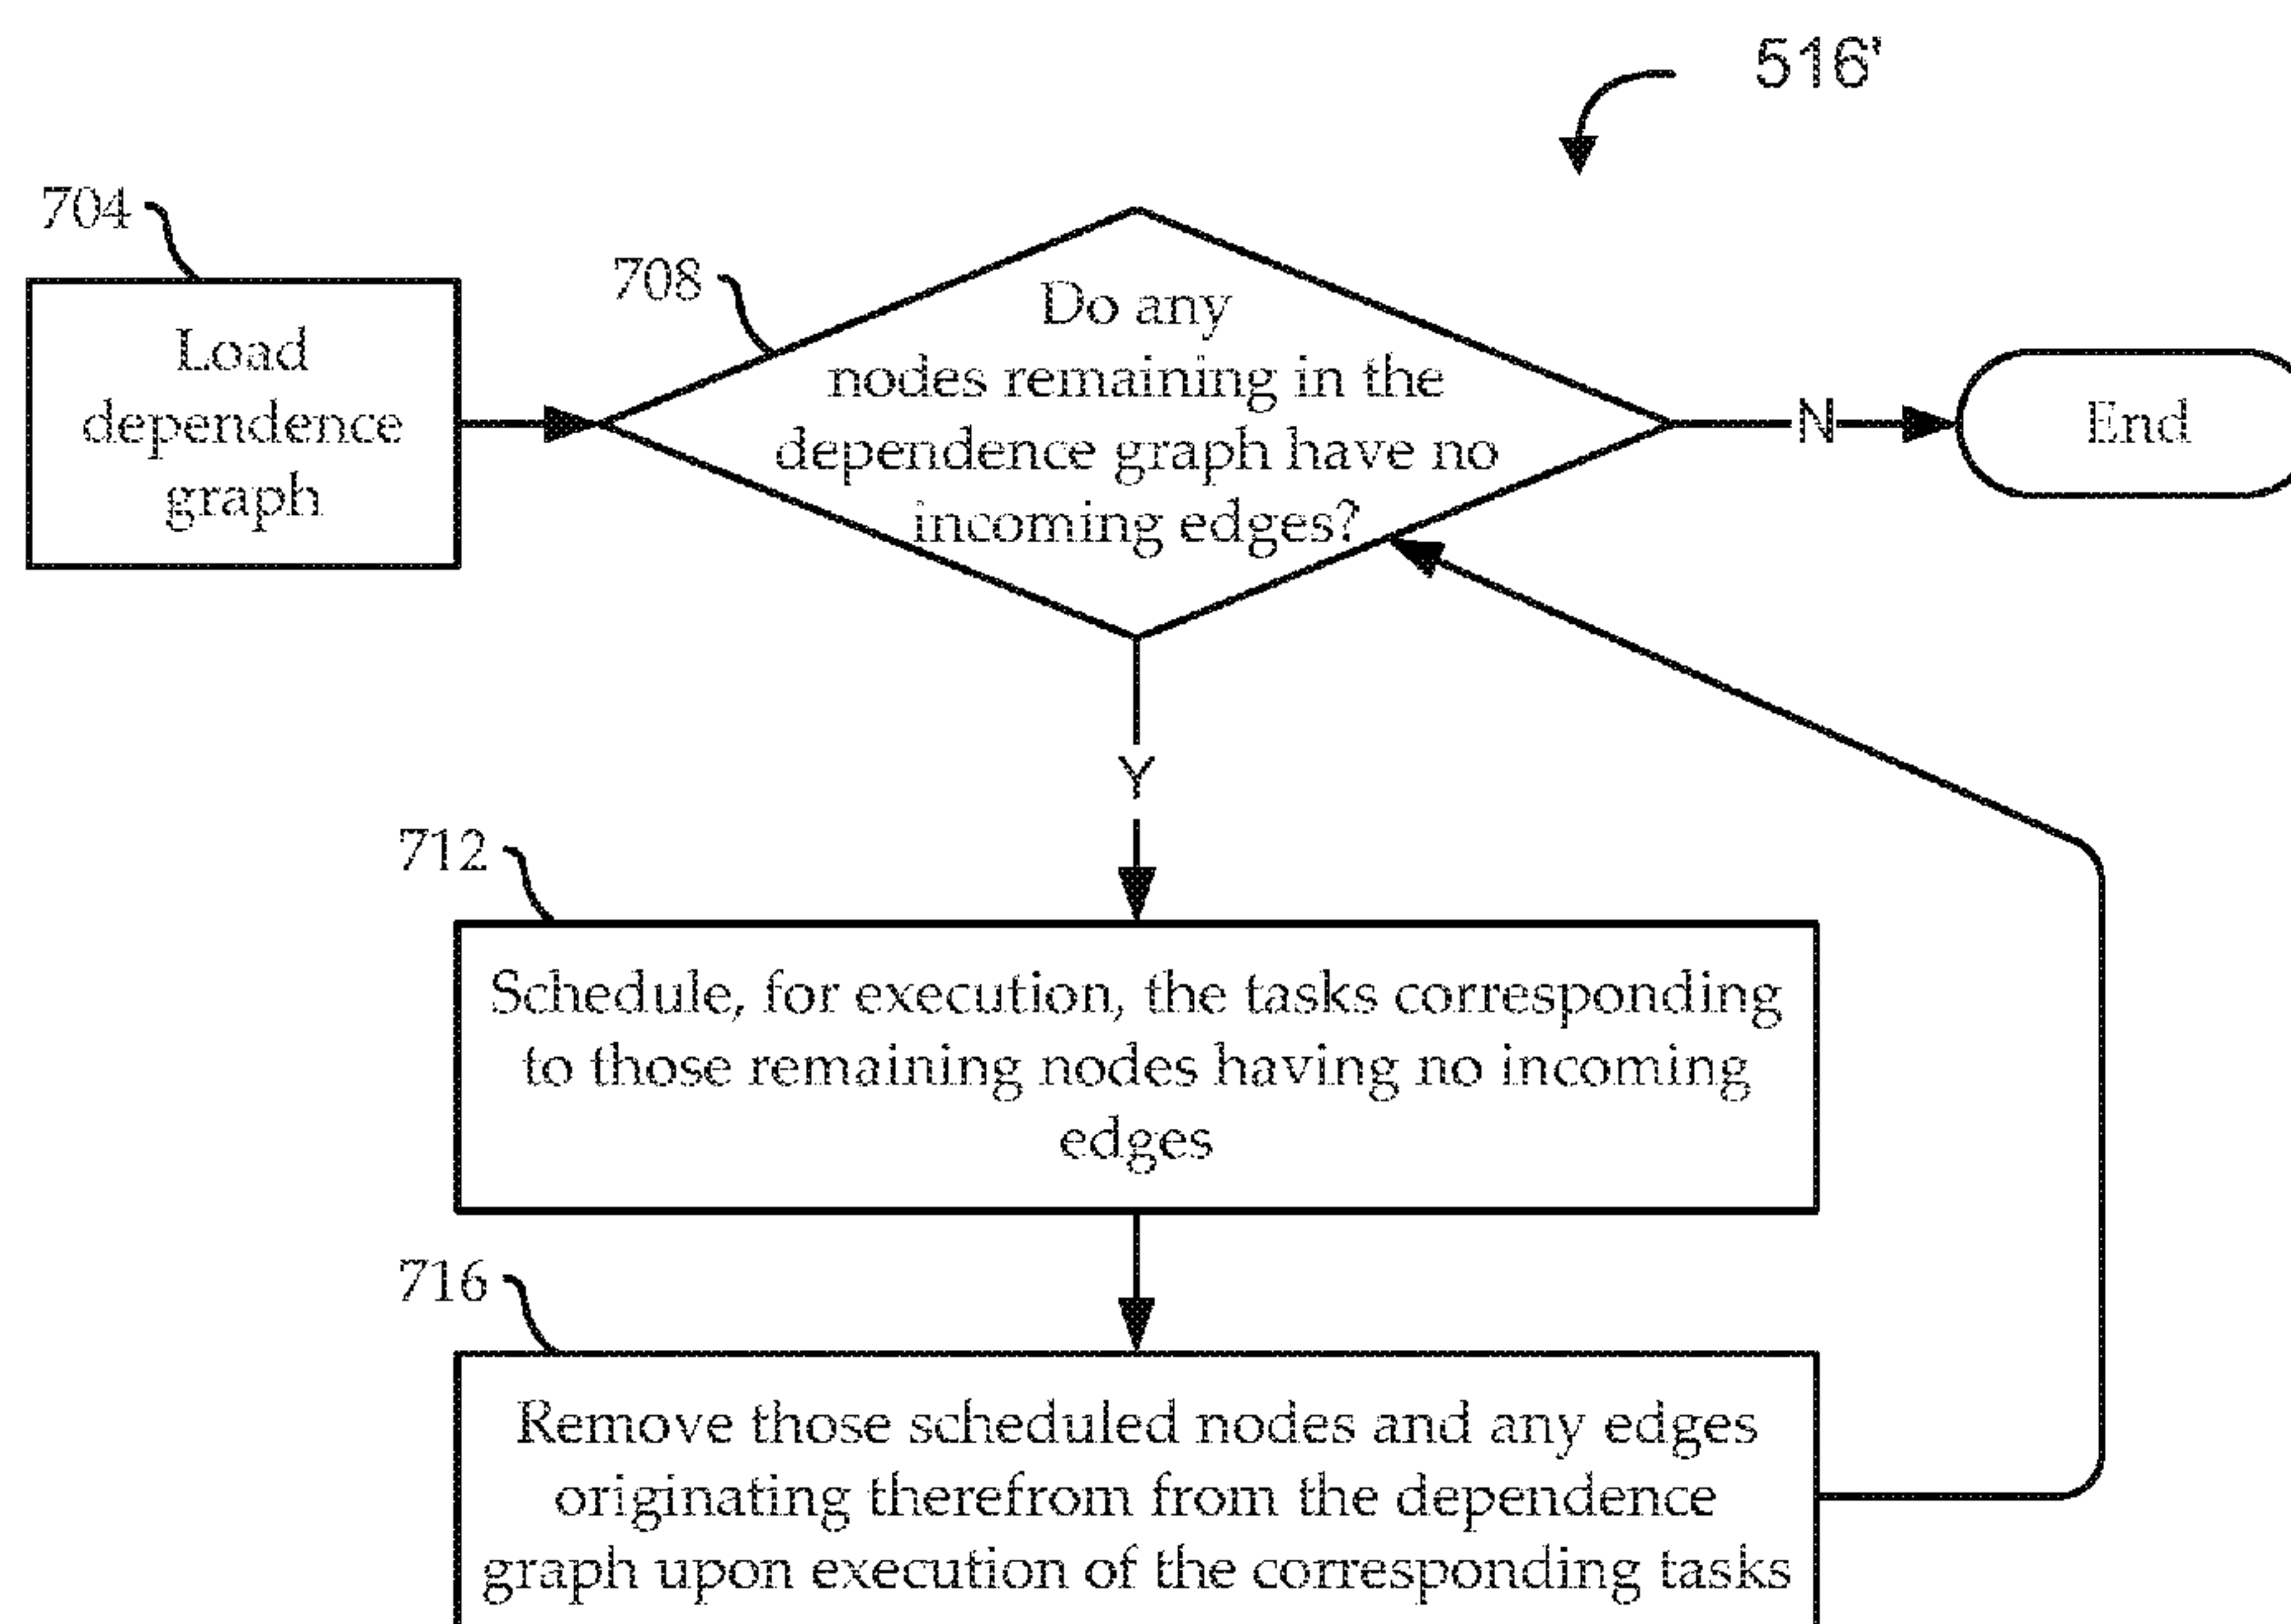 516'
704
Load
dependence
graph
708
Do any
nodes remaining in the
dependence graph have no
incoming edges?
N
End
Y
712
Schedule, for execution, the tasks corresponding
to those remaining nodes having no incoming
edges
716
Remove those scheduled nodes and any edges
originating therefrom from the dependence
graph upon execution of the corresponding tasks